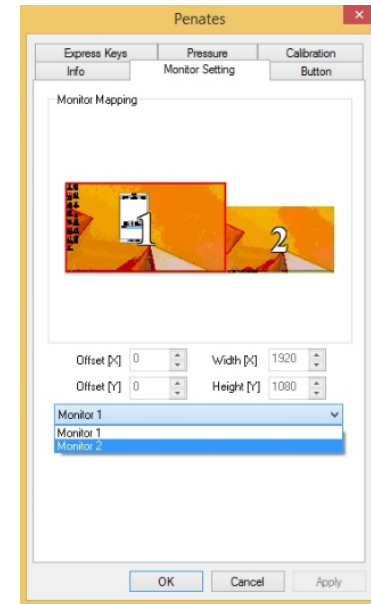 Penates
Express Keys Pressure Calibration
Info Monitor Setting Button
Monitor Mapping
1 2
Offset [X] 0 Width [X] 1920
Offset [Y] 0 Height [Y] 1080
Monitor 1
Monitor 1
Monitor 2
OK Cancel Apply